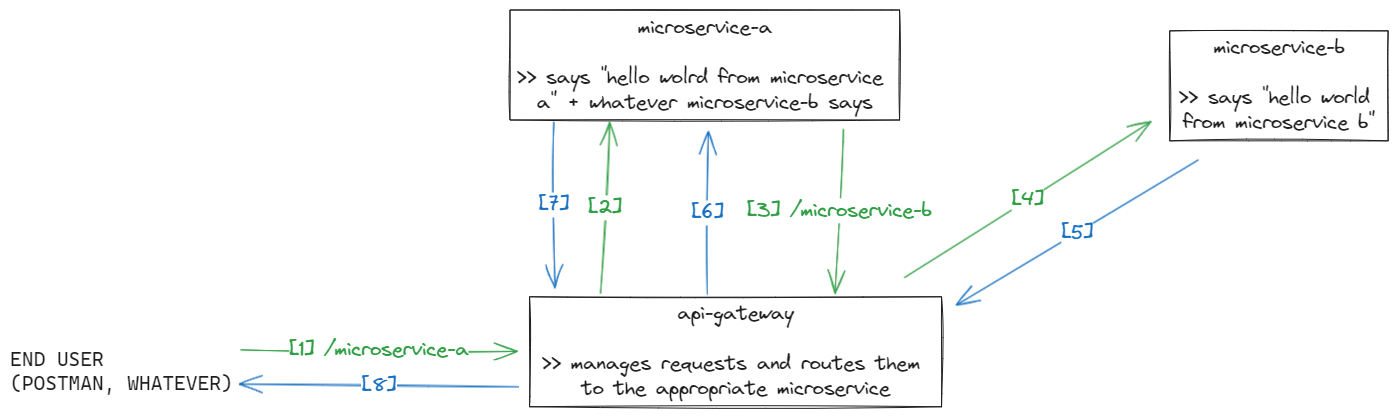 microservice-a
>> says "hello wolrd from microservice
a" + whatever microservice-b says
microservice-b
>> says "hello world
from microservice b"
[7]
[2]
[6]
[3] /microservice-b
[4]
[5]
api-gateway
>> manages requests and routes them
to the appropriate microservice
[1] /microservice-a
END USER
(POSTMAN, WHATEVER)
[8]